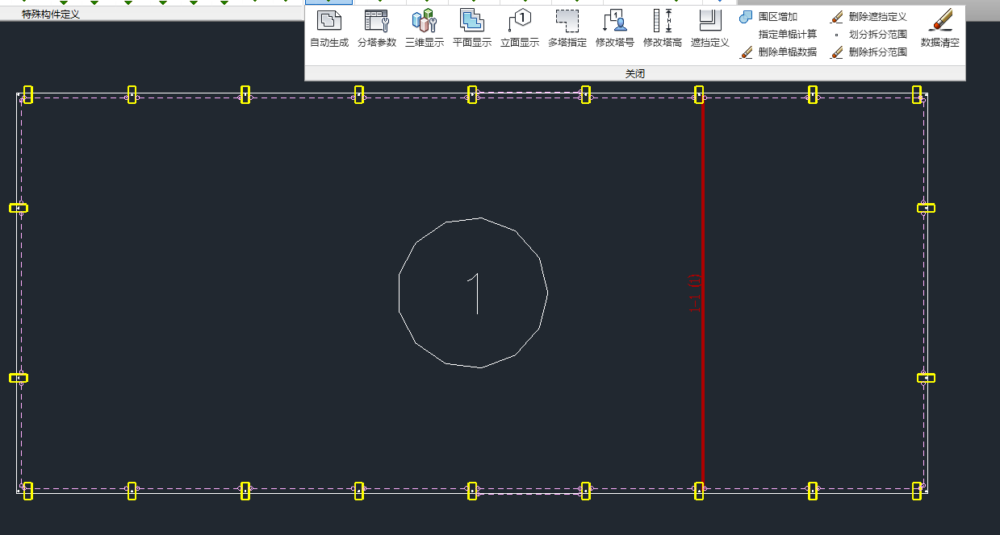 特殊构件定义
自动生成 分塔参数 三维显示 平面显示 立面显示 多塔指定 修改塔号 修改塔高 遮挡定义 围区增加 指定单榀计算 删除单榀数据 删除遮挡定义 划分拆分范围 删除拆分范围 数据清空
关闭
1
1-1 (1)